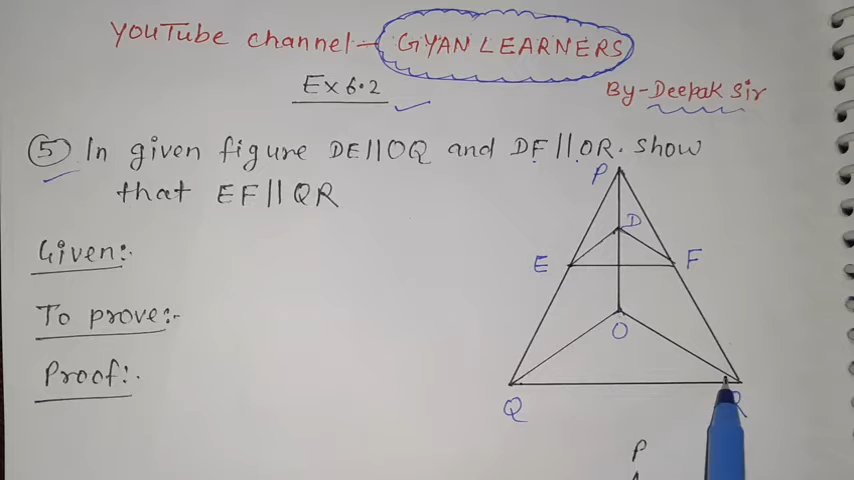 YouTube channel - GYAN LEARNERS
Ex 6.2
By-Deepak Sir
(5) In given figure DE||OQ and DF||OR. Show
that EF||QR
P
Given:-
D
E
F
To prove:-
O
Proof:-
Q
R
P